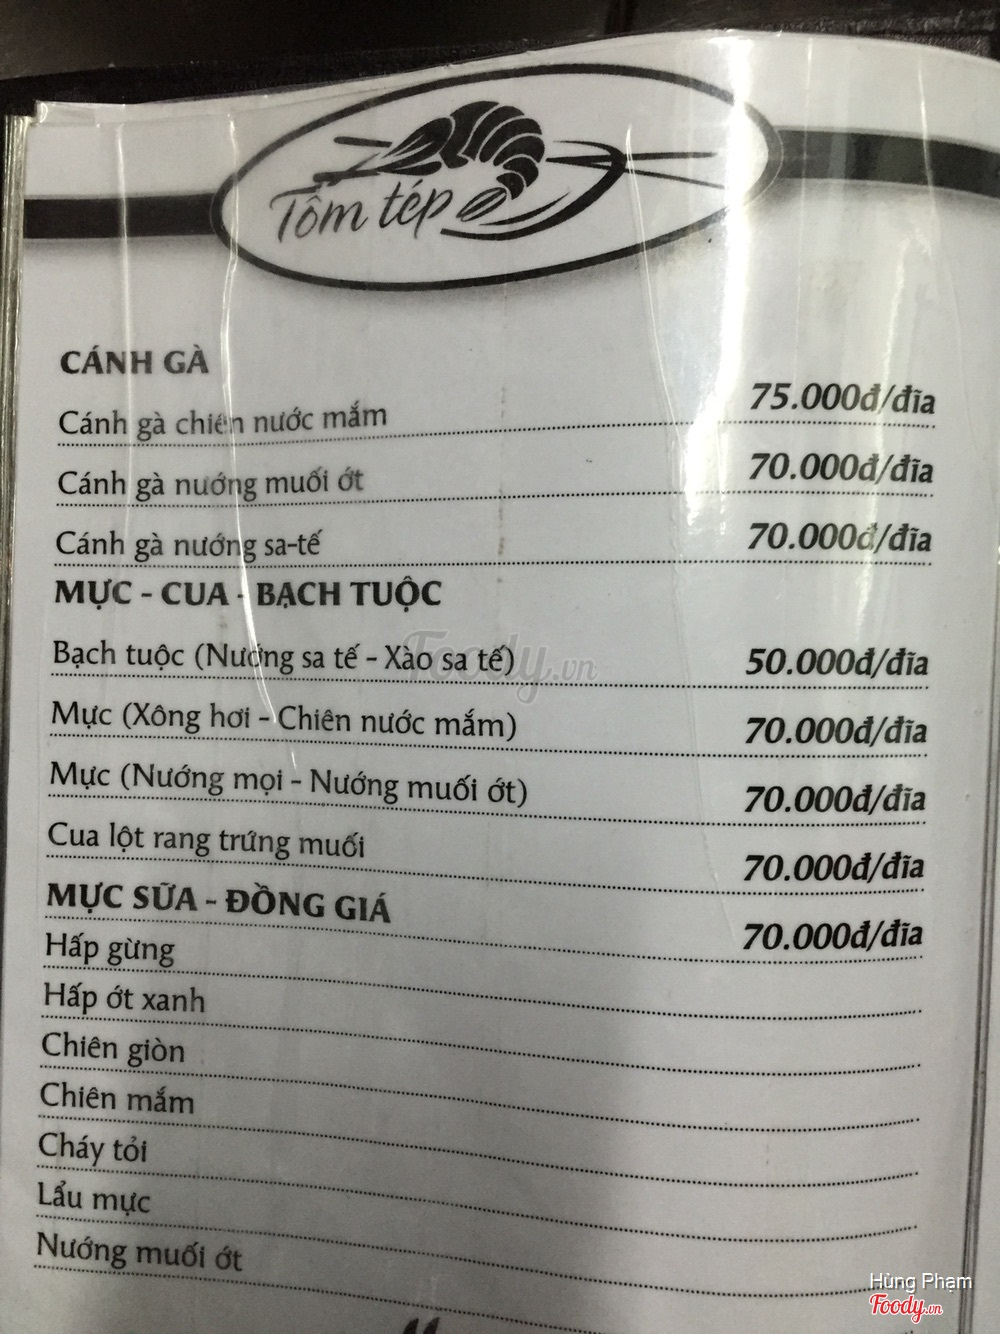 Tôm tép
CÁNH GÀ
Cánh gà chiên nước mắm 75.000đ/đĩa
Cánh gà nướng muối ớt 70.000đ/đĩa
Cánh gà nướng sa-tế 70.000đ/đĩa
MỰC - CUA - BẠCH TUỘC
Bạch tuộc (Nướng sa tế - Xào sa tế) 50.000đ/đĩa
Mực (Xông hơi - Chiên nước mắm) 70.000đ/đĩa
Mực (Nướng mọi - Nướng muối ớt) 70.000đ/đĩa
Cua lột rang trứng muối 70.000đ/đĩa
MỰC SỮA - ĐỒNG GIÁ 70.000đ/đĩa
Hấp gừng
Hấp ớt xanh
Chiên giòn
Chiên mắm
Cháy tỏi
Lẩu mực
Nướng muối ớt
Foody.vn
Hùng Phạm
Foody.vn